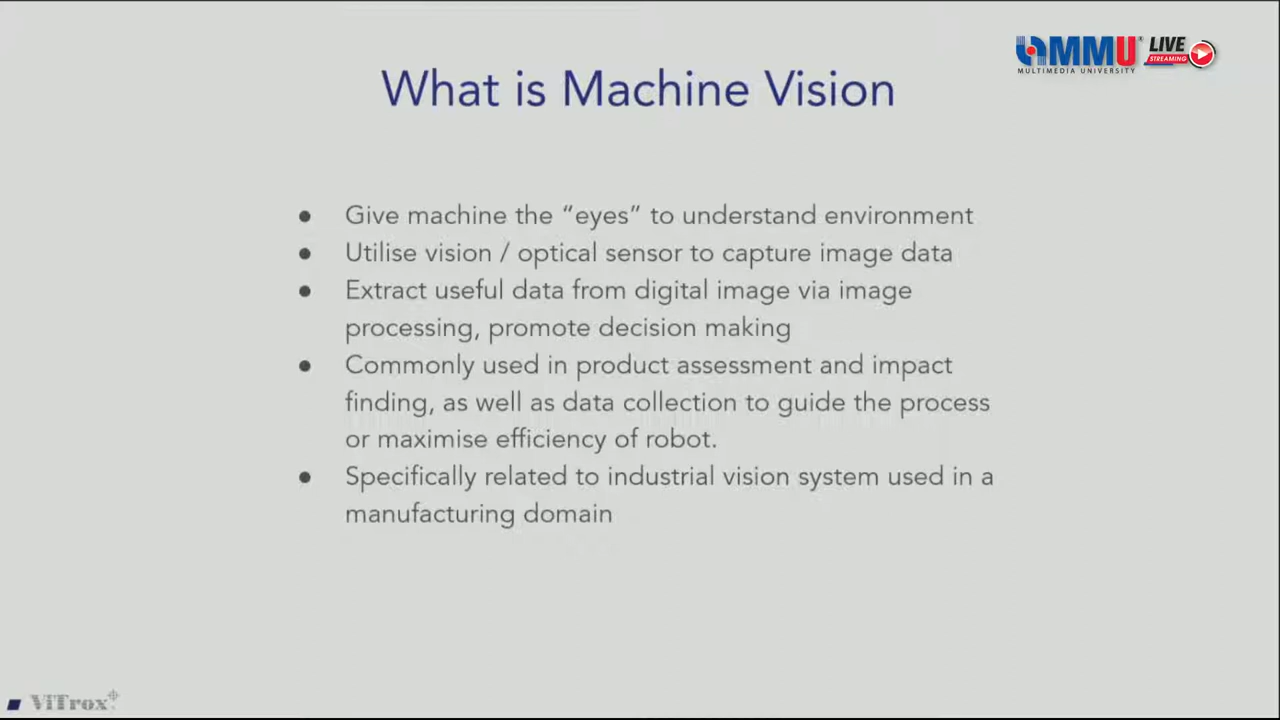 MMU
MULTIMEDIA UNIVERSITY
LIVE
STREAMING
What is Machine Vision
● Give machine the “eyes” to understand environment
● Utilise vision / optical sensor to capture image data
● Extract useful data from digital image via image
processing, promote decision making
● Commonly used in product assessment and impact
finding, as well as data collection to guide the process
or maximise efficiency of robot.
● Specifically related to industrial vision system used in a
manufacturing domain
ViTrox